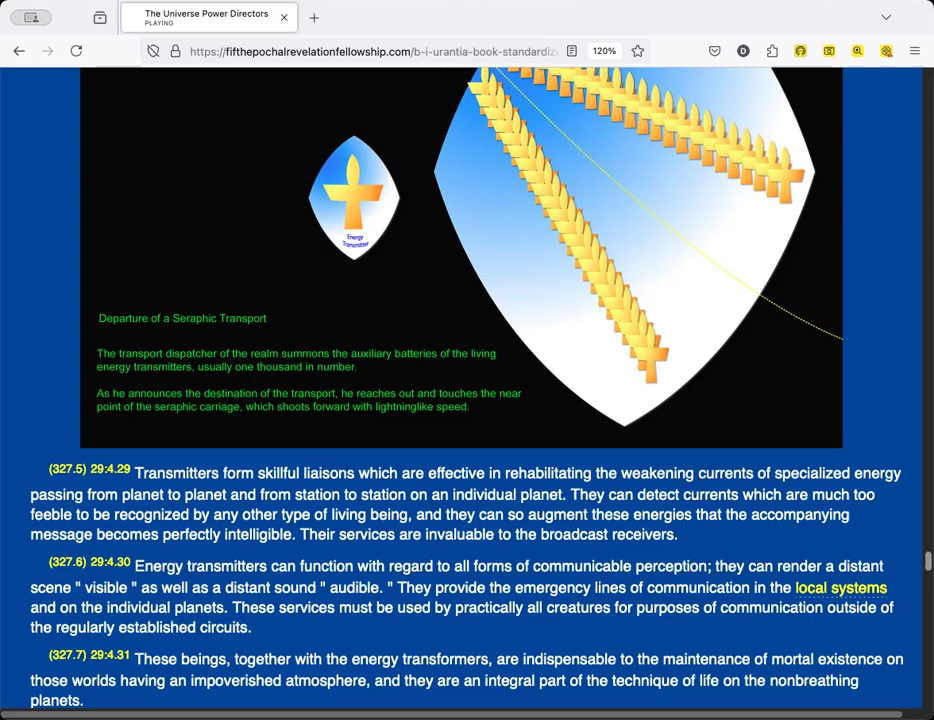 The Universe Power Directors
PLAYING
https://fifthepochalrevelationfellowship.com/b-i-urantia-book-standardiz
120%
Energy
Transmitter
Departure of a Seraphic Transport
The transport dispatcher of the realm summons the auxiliary batteries of the living
energy transmitters, usually one thousand in number.
As he announces the destination of the transport, he reaches out and touches the near
point of the seraphic carriage, which shoots forward with lightninglike speed.
(327.5) 29:4.29 Transmitters form skillful liaisons which are effective in rehabilitating the weakening currents of specialized energy
passing from planet to planet and from station to station on an individual planet. They can detect currents which are much too
feeble to be recognized by any other type of living being, and they can so augment these energies that the accompanying
message becomes perfectly intelligible. Their services are invaluable to the broadcast receivers.
(327.6) 29:4.30 Energy transmitters can function with regard to all forms of communicable perception; they can render a distant
scene " visible " as well as a distant sound " audible. " They provide the emergency lines of communication in the local systems
and on the individual planets. These services must be used by practically all creatures for purposes of communication outside of
the regularly established circuits.
(327.7) 29:4.31 These beings, together with the energy transformers, are indispensable to the maintenance of mortal existence on
those worlds having an impoverished atmosphere, and they are an integral part of the technique of life on the nonbreathing
planets.